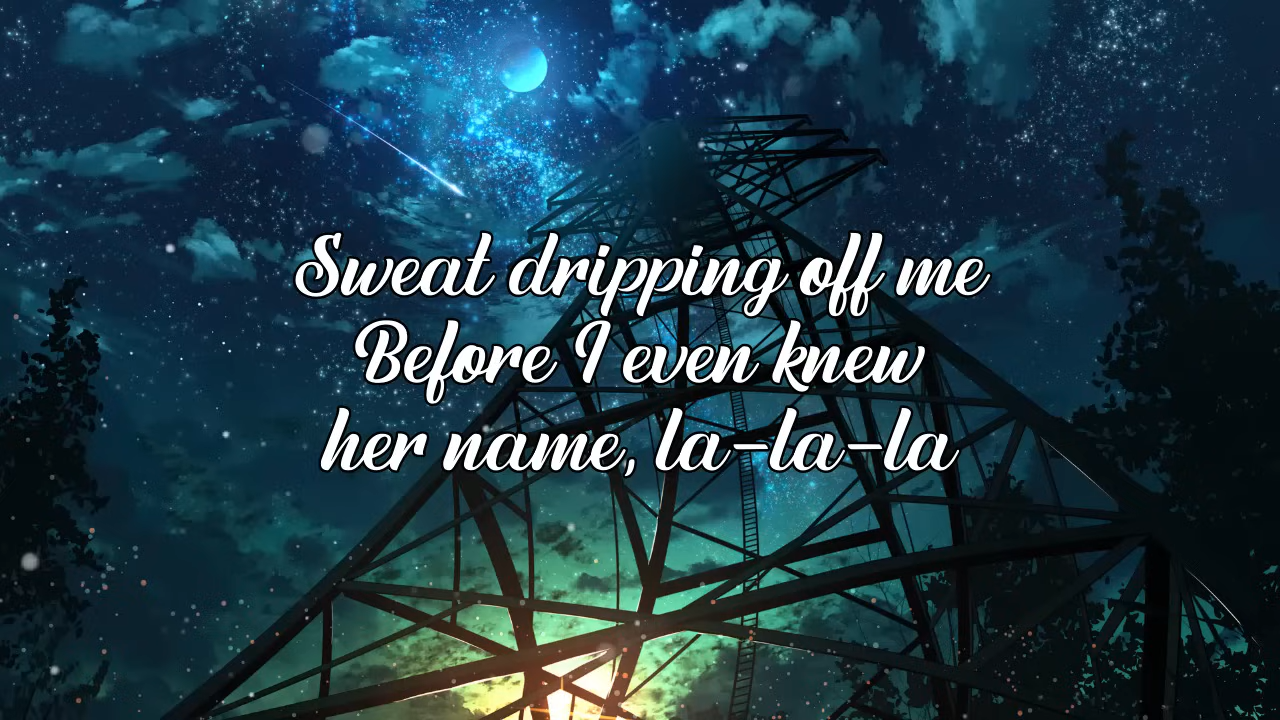 Sweat dripping off me
Before I even knew
her name, la-la-la